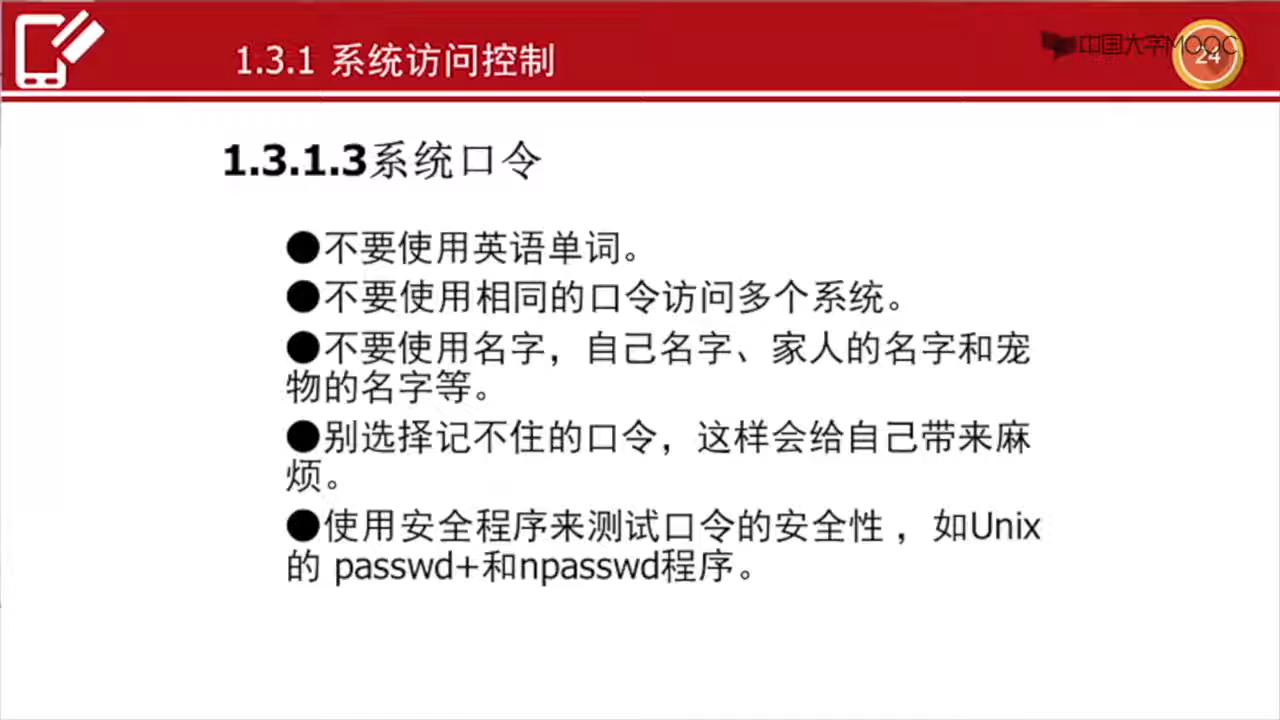 1.3.1 系统访问控制
中国大学MOOC
24
1.3.1.3系统口令
●不要使用英语单词。
●不要使用相同的口令访问多个系统。
●不要使用名字，自己名字、家人的名字和宠
物的名字等。
●别选择记不住的口令，这样会给自己带来麻
烦。
●使用安全程序来测试口令的安全性 ，如Unix
的 passwd+和npasswd程序。